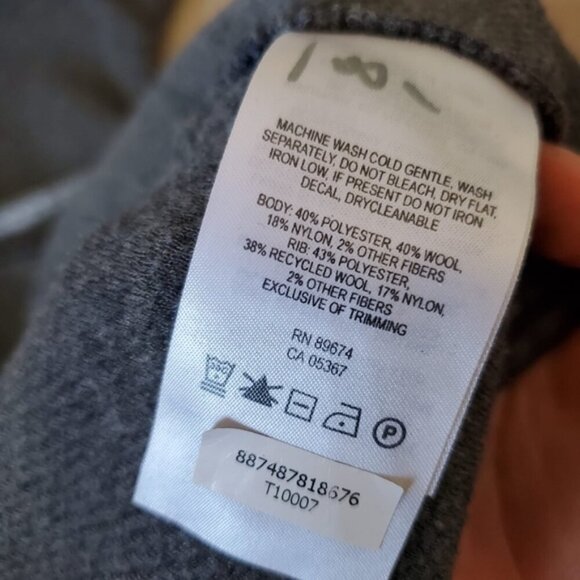 MACHINE WASH COLD GENTLE, WASH
SEPARATELY, DO NOT BLEACH, DRY FLAT,
IRON LOW, IF PRESENT DO NOT IRON
DECAL, DRYCLEANABLE
BODY: 40% POLYESTER, 40% WOOL,
18% NYLON, 2% OTHER FIBERS
RIB: 43% POLYESTER,
38% RECYCLED WOOL, 17% NYLON,
2% OTHER FIBERS
EXCLUSIVE OF TRIMMING
RN 89674
CA 05367
P
887487818676
T10007